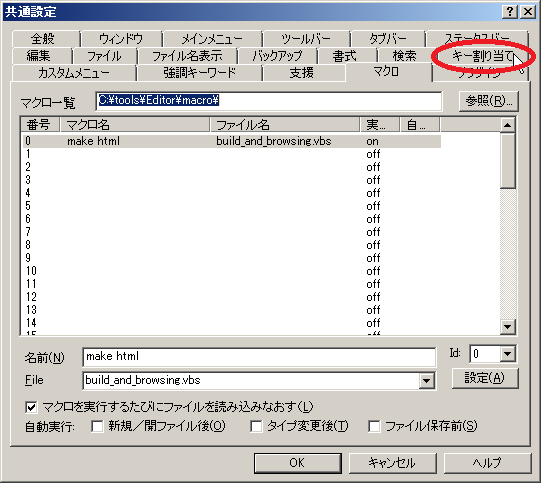 共通設定
全般 ウィンドウ メインメニュー ツールバー タブバー ステータスバー
編集 ファイル ファイル名表示 バックアップ 書式 検索 キー割り当て
カスタムメニュー 強調キーワード 支援 マクロ プラグイン
マクロ一覧 C:¥tools¥Editor¥macro¥ 参照(R)...
番号 マクロ名 ファイル名 実... 自...
0 make html build_and_browsing.vbs on
1 off
2 off
3 off
4 off
5 off
6 off
7 off
8 off
9 off
10 off
11 off
12 off
13 off
14 off
15 off
名前(N) make html Id: 0
File build_and_browsing.vbs 設定(A)
マクロを実行するたびにファイルを読み込みなおす(L)
自動実行: 新規／開ファイル後(O) タイプ変更後(T) ファイル保存前(S)
OK キャンセル ヘルプ